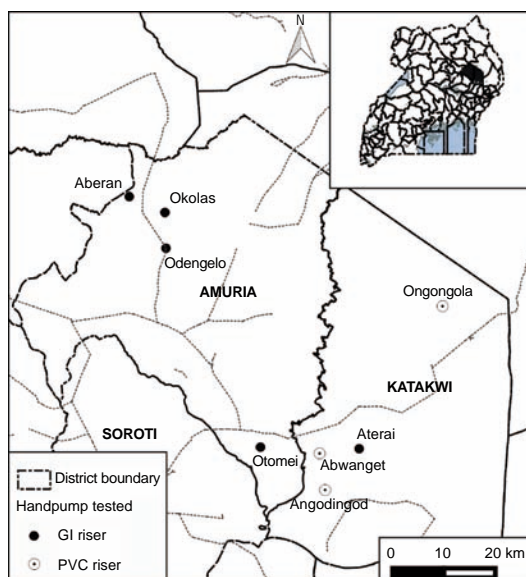 N
Aberan
Okolas
Odengelo
AMURIA
Ongongola
KATAKWI
SOROTI
Otomei
Aterai
Abwanget
Angodingod
District boundary
Handpump tested
GI riser
PVC riser
0 10 20 km